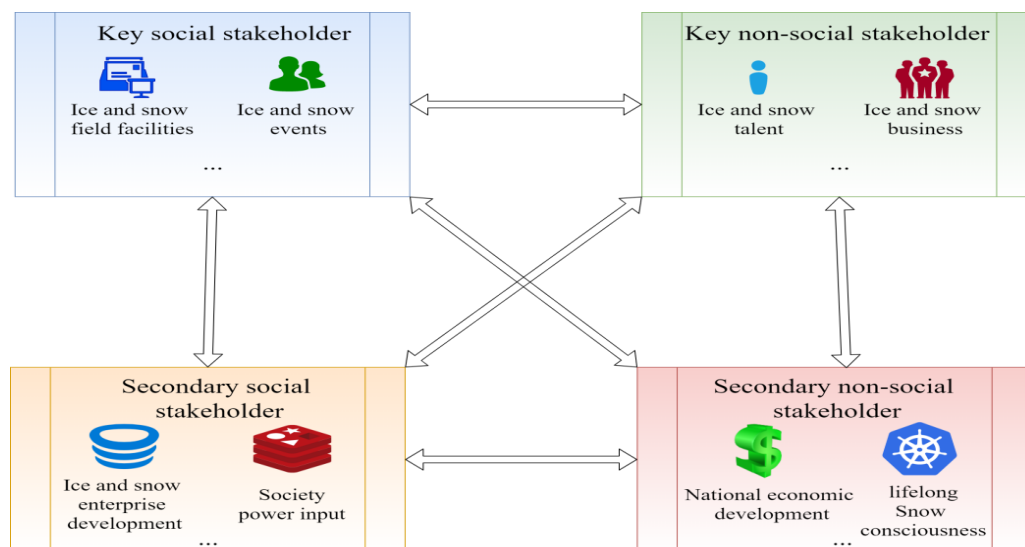 Key social stakeholder
Ice and snow
field facilities
Ice and snow
events
...
Key non-social stakeholder
Ice and snow
talent
Ice and snow
business
...
Secondary social
stakeholder
Ice and snow
enterprise
development
Society
power input
...
Secondary non-social
stakeholder
National economic
development
lifelong
Snow
consciousness
...